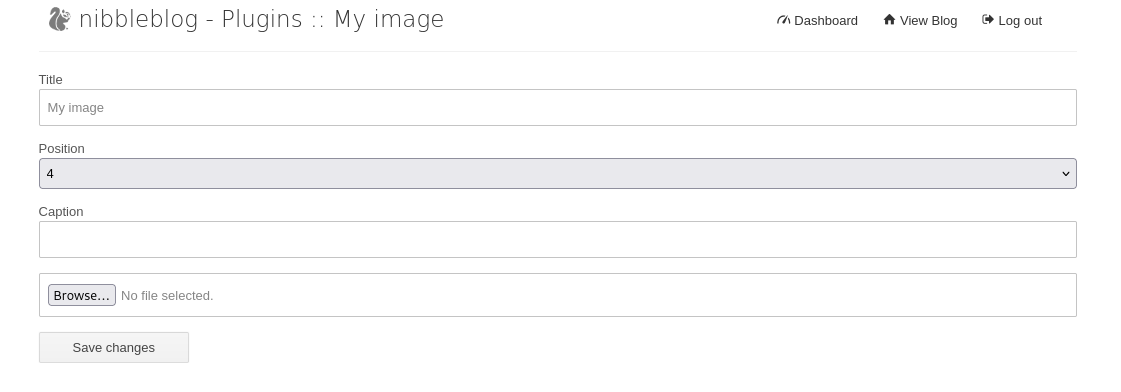 nibbleblog - Plugins :: My image
Dashboard View Blog Log out
Title
My image
Position
4
Caption
Browse... No file selected.
Save changes